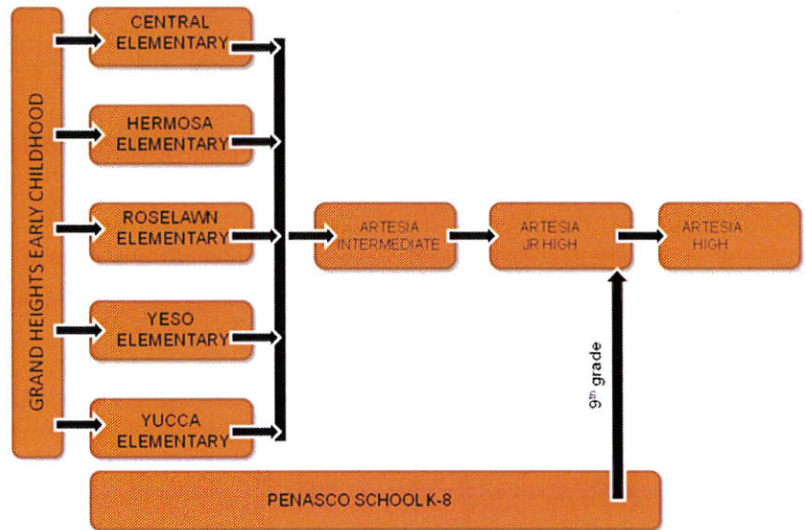 GRAND HEIGHTS EARLY CHILDHOOD
CENTRAL
ELEMENTARY
HERMOSA
ELEMENTARY
ROSELAWN
ELEMENTARY
YESO
ELEMENTARY
YUCCA
ELEMENTARY
ARTESIA
INTERMEDIATE
ARTESIA
JR HIGH
ARTESIA
HIGH
9th grade
PENASCO SCHOOL K-8